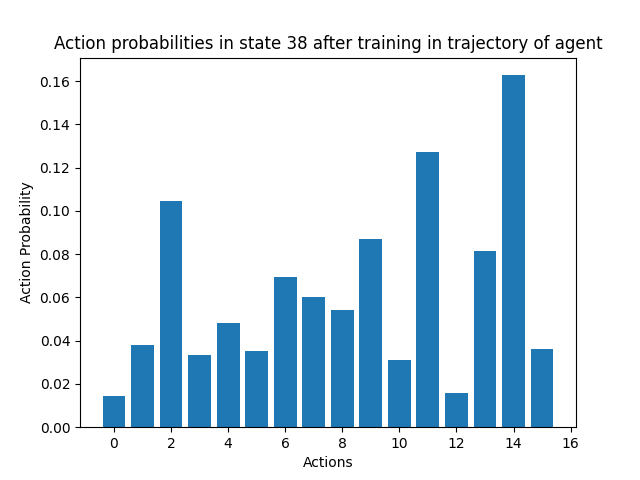 Action probabilities in state 38 after training in trajectory of agent
0.16
0.14
0.12
0.10
0.08
0.06
0.04
0.02
0.00
Action Probability
0 2 4 6 8 10 12 14 16
Actions